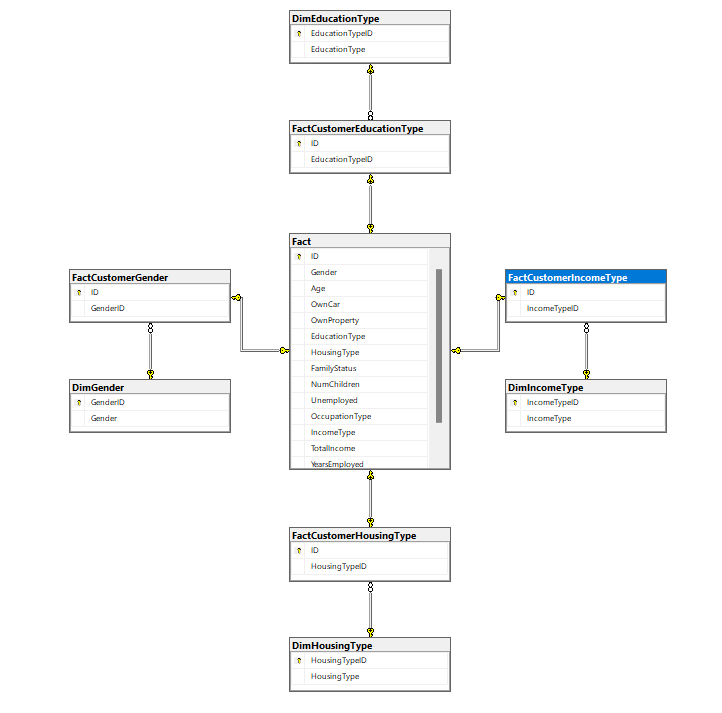 DimEducationType
EducationTypeID
EducationType
FactCustomerEducationType
ID
EducationTypeID
Fact
ID
Gender
Age
OwnCar
OwnProperty
EducationType
HousingType
FamilyStatus
NumChildren
Unemployed
OccupationType
IncomeType
TotalIncome
YearsEmployed
FactCustomerGender
ID
GenderID
DimGender
GenderID
Gender
FactCustomerIncomeType
ID
IncomeTypeID
DimIncomeType
IncomeTypeID
IncomeType
FactCustomerHousingType
ID
HousingTypeID
DimHousingType
HousingTypeID
HousingType